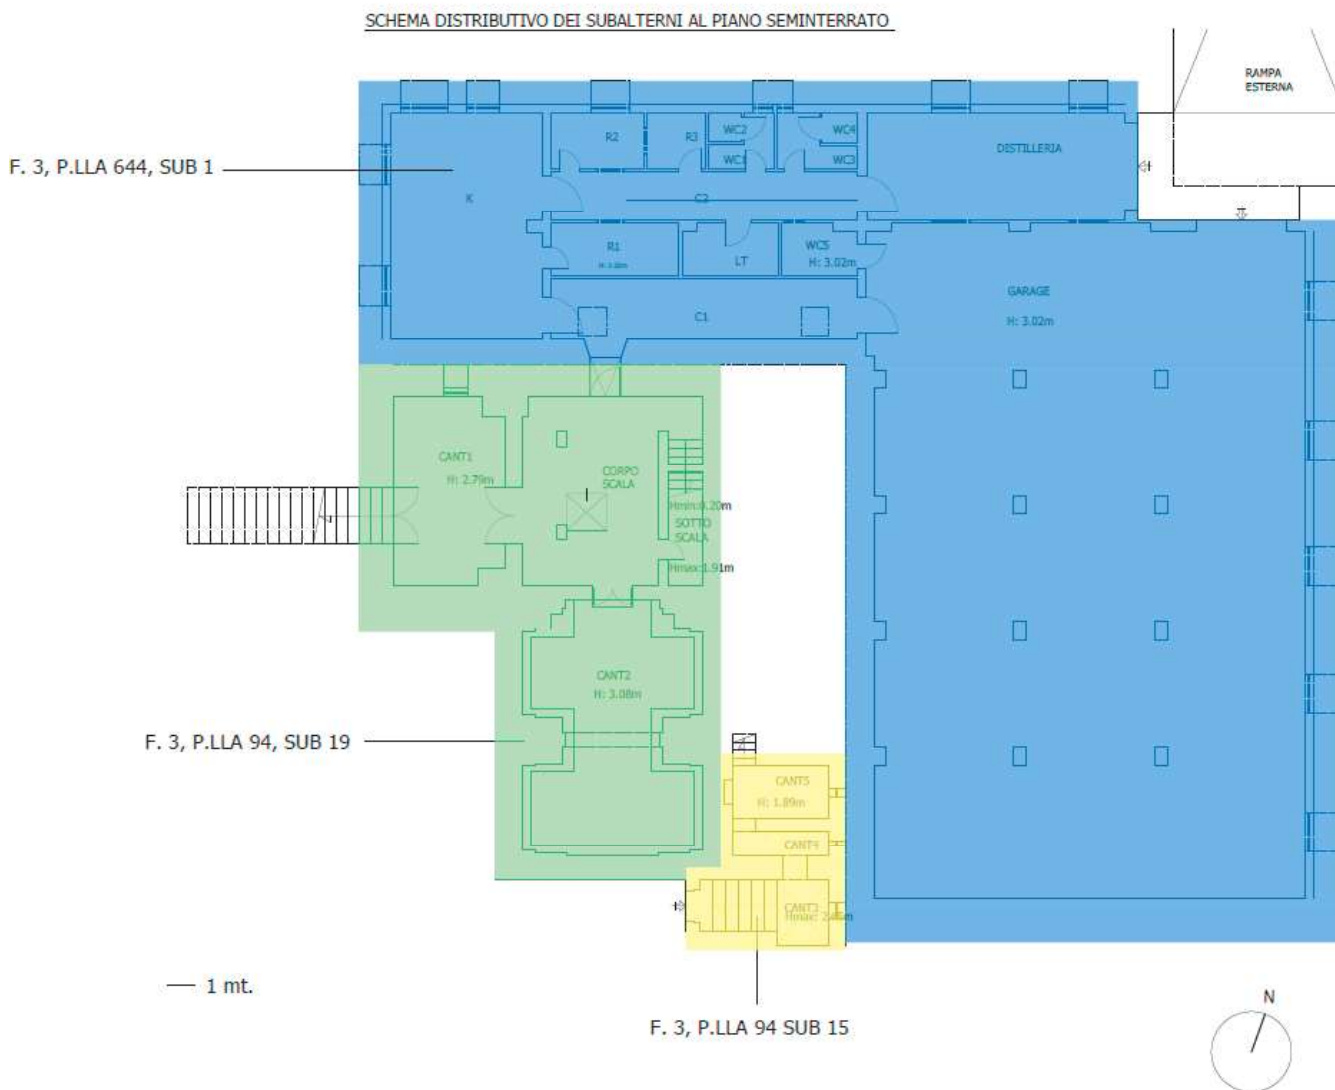 SCHEMA DISTRIBUTIVO DEI SUBALTERNI AL PIANO SEMINTERRATO
RAMPA
ESTERNA
R2
R3
WC2
WC4
WC1
WC3
DISTILLERIA
F. 3, P.LLA 644, SUB 1
K
C2
R1
LT
WC5
H: 3.02m
GARAGE
H: 3.02m
C1
CANT1
H: 2.79m
CORPO
SCALA
SOTTO
SCALA
Hmax:1.91m
CANT2
H: 3.08m
F. 3, P.LLA 94, SUB 19
CANT5
H: 1.89m
CANT4
CANT3
1 mt.
F. 3, P.LLA 94 SUB 15
N